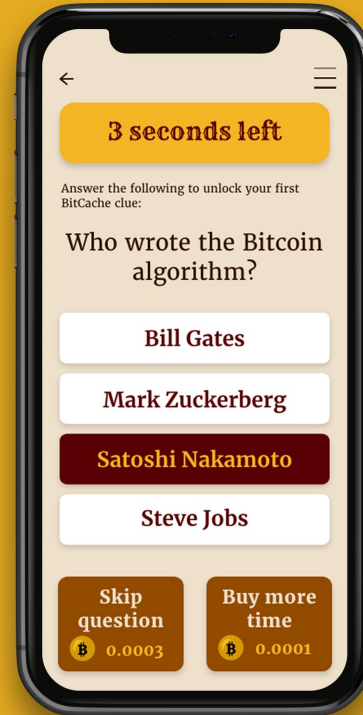 3 seconds left
Answer the following to unlock your first
BitCache clue:
Who wrote the Bitcoin
algorithm?
Bill Gates
Mark Zuckerberg
Satoshi Nakamoto
Steve Jobs
Skip
question
0.0003
Buy more
time
0.0001